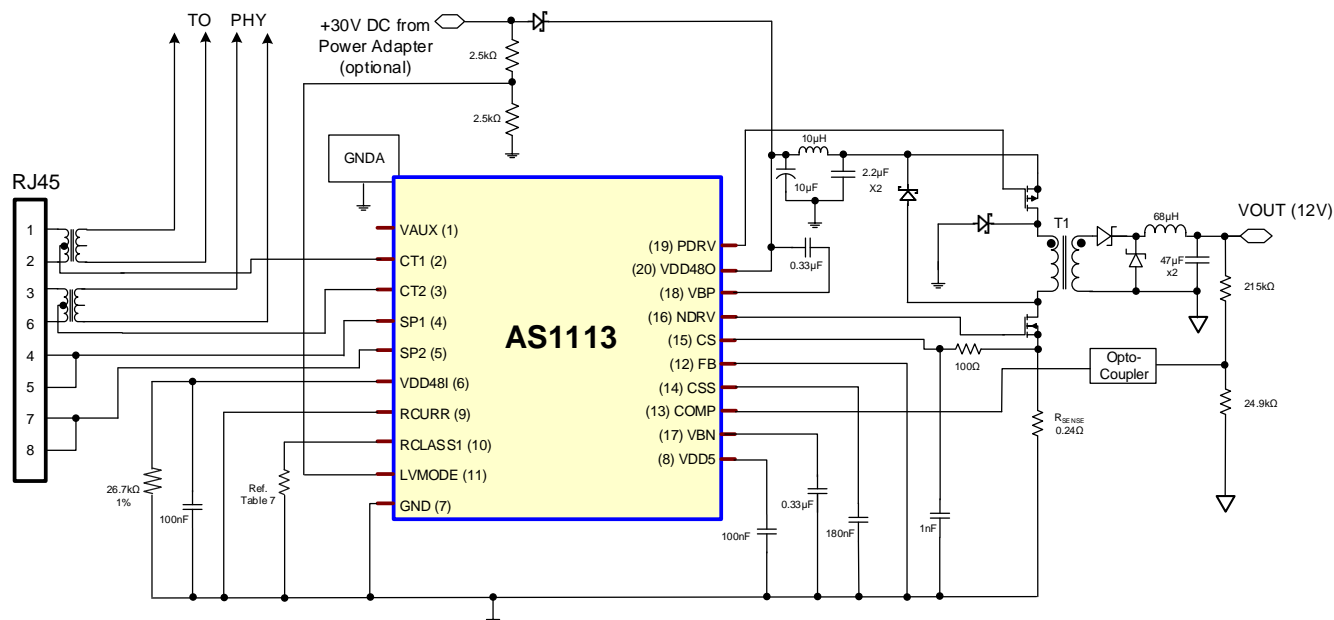 TO PHY
+30V DC from
Power Adapter
(optional)
2.5kΩ
2.5kΩ
GNDA
RJ45
1
2
3
6
4
5
7
8
VAUX (1)
CT1 (2)
CT2 (3)
SP1 (4)
SP2 (5)
VDD48I (6)
RCURR (9)
RCLASS1 (10)
LVMODE (11)
GND (7)
AS1113
(19) PDRV
(20) VDD48O
(18) VBP
(16) NDRV
(15) CS
(12) FB
(14) CSS
(13) COMP
(17) VBN
(8) VDD5
10µH
10µF
2.2µF
X2
0.33µF
T1
68µH
VOUT (12V)
47µF
x2
215kΩ
100Ω
Opto-
Coupler
24.9kΩ
RSENSE
0.24Ω
26.7kΩ
1%
100nF
Ref.
Table 7
100nF
0.33µF
180nF
1nF